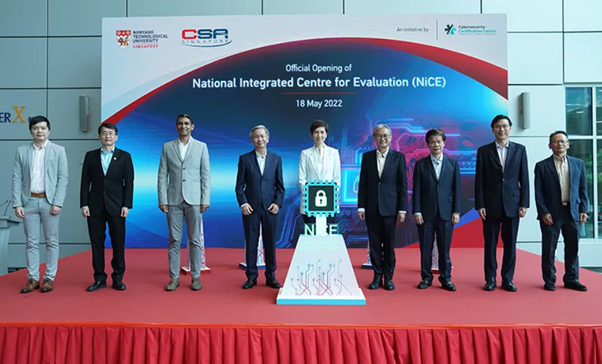 NANYANG
TECHNOLOGICAL
UNIVERSITY
SINGAPORE
CSA
SINGAPORE
An initiative by
Cybersecurity
Certification Centre
Official Opening of
National Integrated Centre for Evaluation (NiCE)
18 May 2022
ER X
NiCE